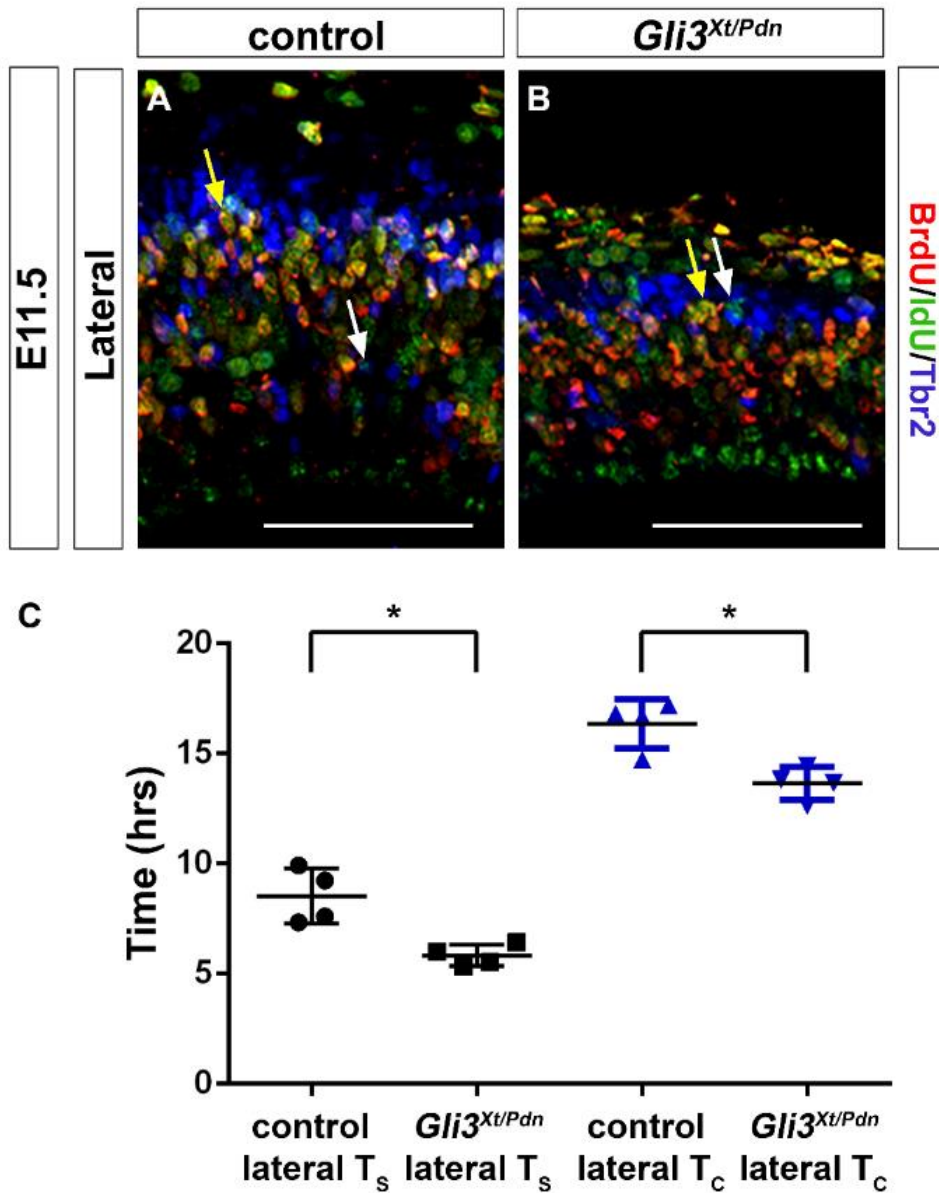 control
Gli3Xt/Pdn
E11.5
Lateral
A
B
BrdU/IdU/Tbr2
C
*
*
Time (hrs)
20
15
10
5
0
control
lateral Ts
Gli3Xt/Pdn
lateral Ts
control
lateral Tc
Gli3Xt/Pdn
lateral Tc